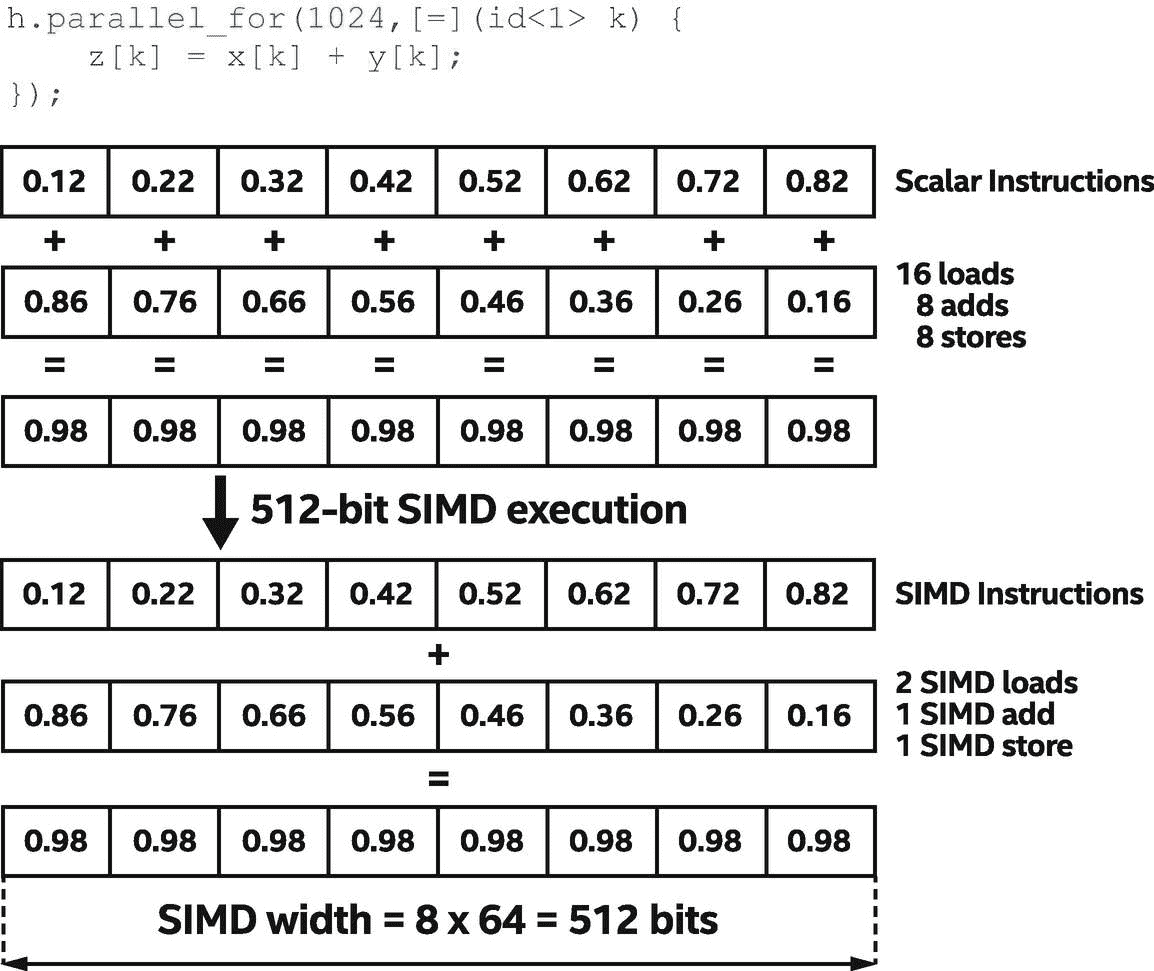 h.parallel_for(1024,[=](id<1> k) {
    z[k] = x[k] + y[k];
});
0.12 0.22 0.32 0.42 0.52 0.62 0.72 0.82 Scalar Instructions
+ + + + + + + +
0.86 0.76 0.66 0.56 0.46 0.36 0.26 0.16
16 loads
8 adds
8 stores
= = = = = = = =
0.98 0.98 0.98 0.98 0.98 0.98 0.98 0.98
512-bit SIMD execution
0.12 0.22 0.32 0.42 0.52 0.62 0.72 0.82 SIMD Instructions
+
0.86 0.76 0.66 0.56 0.46 0.36 0.26 0.16
2 SIMD loads
1 SIMD add
1 SIMD store
=
0.98 0.98 0.98 0.98 0.98 0.98 0.98 0.98
SIMD width = 8 x 64 = 512 bits